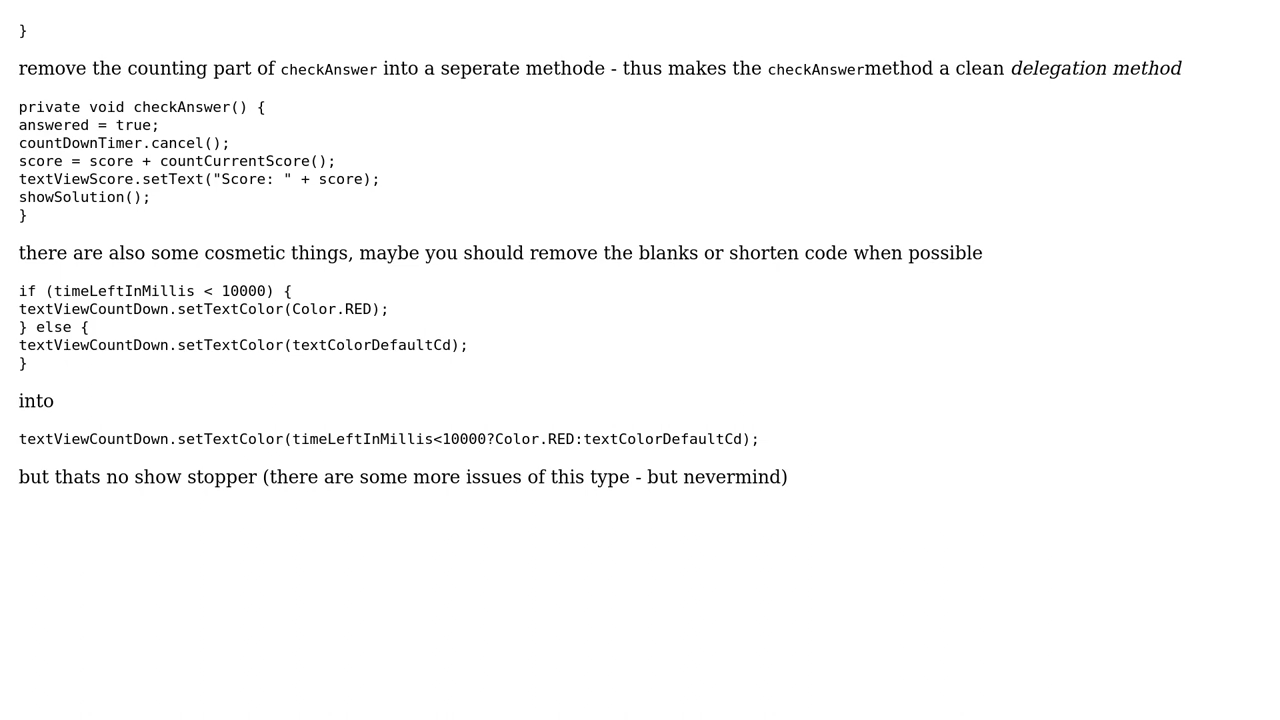 }
remove the counting part of checkAnswer into a seperate methode - thus makes the checkAnswermethod a clean delegation method
private void checkAnswer() {
answered = true;
countDownTimer.cancel();
score = score + countCurrentScore();
textViewScore.setText("Score: " + score);
showSolution();
}
there are also some cosmetic things, maybe you should remove the blanks or shorten code when possible
if (timeLeftInMillis < 10000) {
textViewCountDown.setTextColor(Color.RED);
} else {
textViewCountDown.setTextColor(textColorDefaultCd);
}
into
textViewCountDown.setTextColor(timeLeftInMillis<10000?Color.RED:textColorDefaultCd);
but thats no show stopper (there are some more issues of this type - but nevermind)